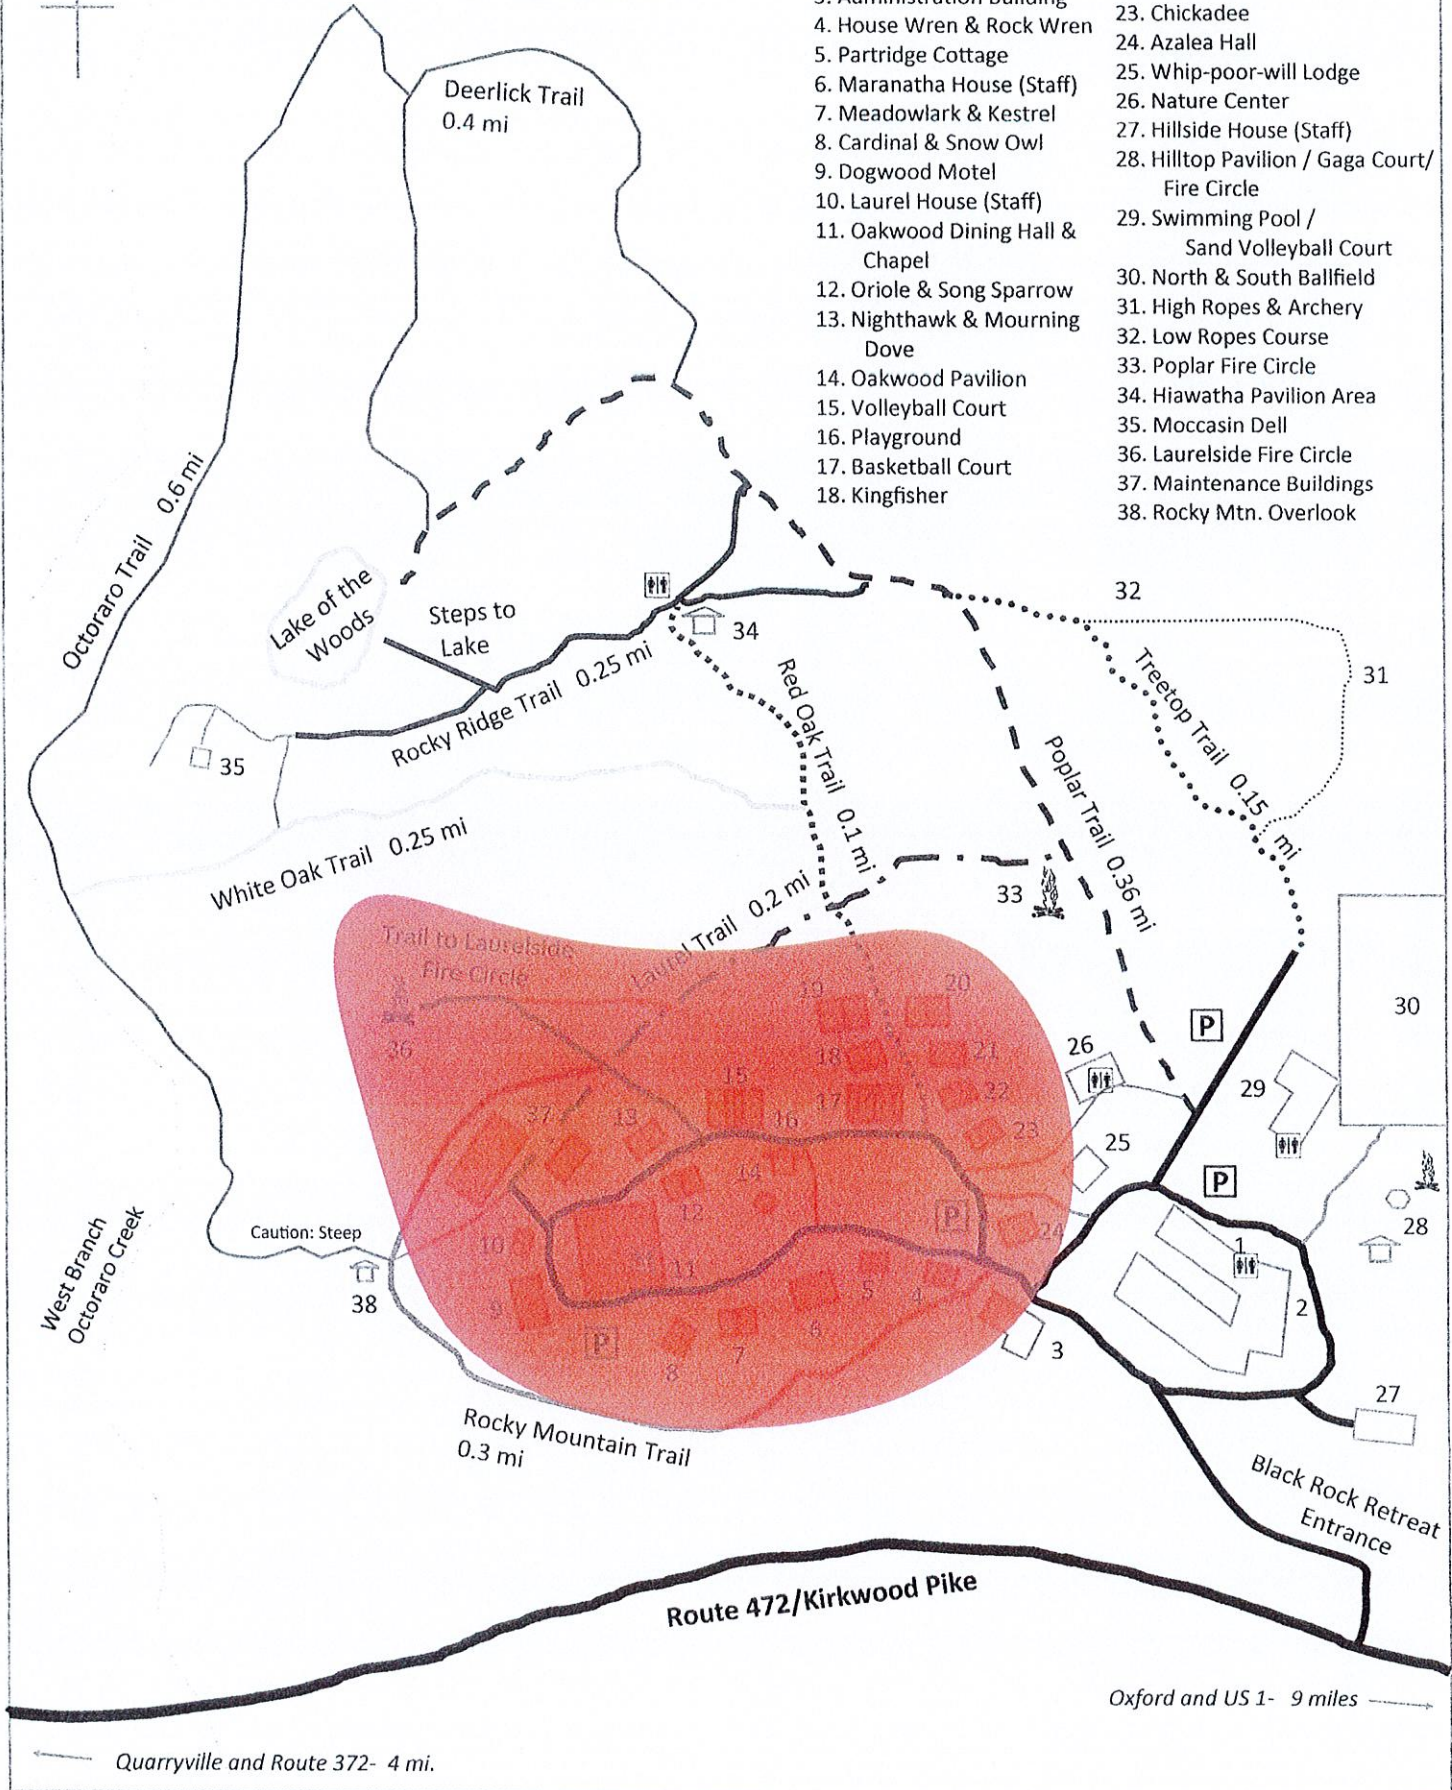 4. House Wren & Rock Wren
5. Partridge Cottage
6. Maranatha House (Staff)
7. Meadowlark & Kestrel
8. Cardinal & Snow Owl
9. Dogwood Motel
10. Laurel House (Staff)
11. Oakwood Dining Hall &
Chapel
12. Oriole & Song Sparrow
13. Nighthawk & Mourning
Dove
14. Oakwood Pavilion
15. Volleyball Court
16. Playground
17. Basketball Court
18. Kingfisher
23. Chickadee
24. Azalea Hall
25. Whip-poor-will Lodge
26. Nature Center
27. Hillside House (Staff)
28. Hilltop Pavilion / Gaga Court/
Fire Circle
29. Swimming Pool /
Sand Volleyball Court
30. North & South Ballfield
31. High Ropes & Archery
32. Low Ropes Course
33. Poplar Fire Circle
34. Hiawatha Pavilion Area
35. Moccasin Dell
36. Laurelside Fire Circle
37. Maintenance Buildings
38. Rocky Mtn. Overlook
Deerlick Trail
0.4 mi
Octoraro Trail 0.6 mi
Lake of the
Woods
Steps to
Lake
34
32
31
Rocky Ridge Trail 0.25 mi
35
Red Oak Trail 0.1 mi
Treetop Trail 0.15 mi
Poplar Trail 0.36 mi
White Oak Trail 0.25 mi
33
Laurel Trail 0.2 mi
Trail to Laurelside
Fire Circle
36
19
20
18
21
15
17
22
37
13
16
23
14
12
P
24
10
11
9
P
8
7
6
5
4
26
P
30
29
25
P
28
1
2
3
27
Caution: Steep
38
West Branch
Octoraro Creek
Rocky Mountain Trail
0.3 mi
Black Rock Retreat
Entrance
Route 472/Kirkwood Pike
Oxford and US 1- 9 miles
Quarryville and Route 372- 4 mi.